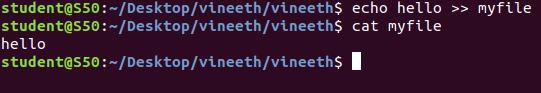 student@S50:~/Desktop/vineeth/vineeth$ echo hello >> myfile
student@S50:~/Desktop/vineeth/vineeth$ cat myfile
hello
student@S50:~/Desktop/vineeth/vineeth$